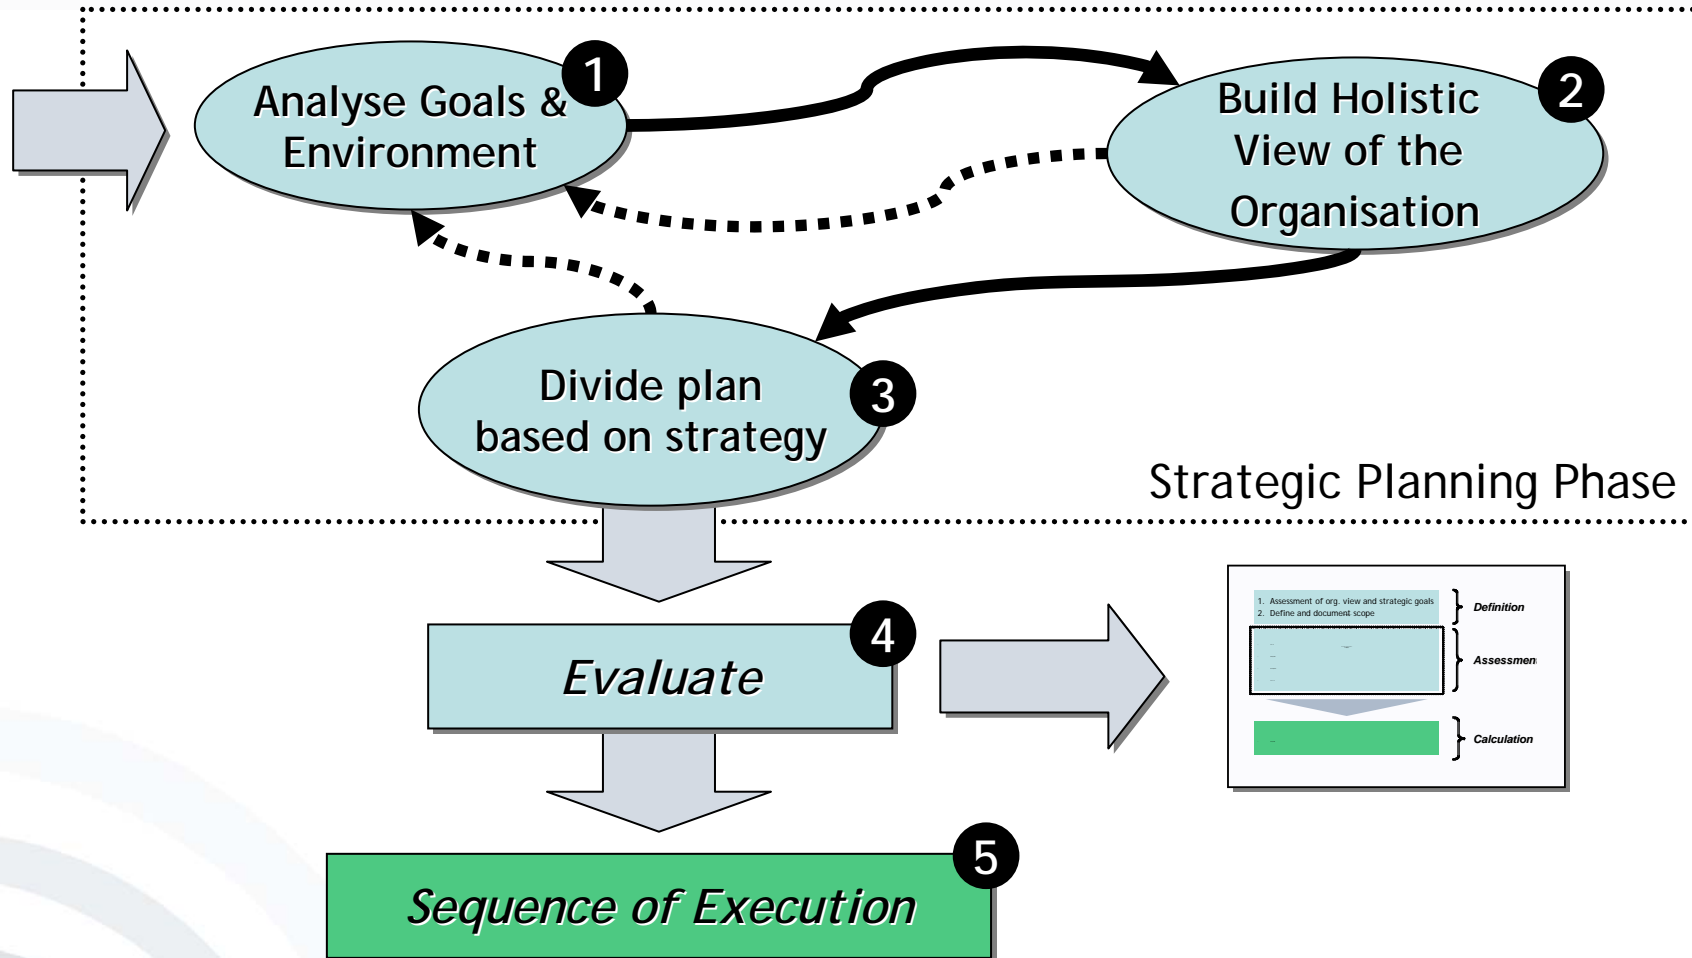 1
Analyse Goals &
Environment
2
Build Holistic
View of the
Organisation
3
Divide plan
based on strategy
Strategic Planning Phase
4
Evaluate
1. Assessment of org. view and strategic goals
2. Define and document scope
Definition
Assessmen
Calculation
5
Sequence of Execution